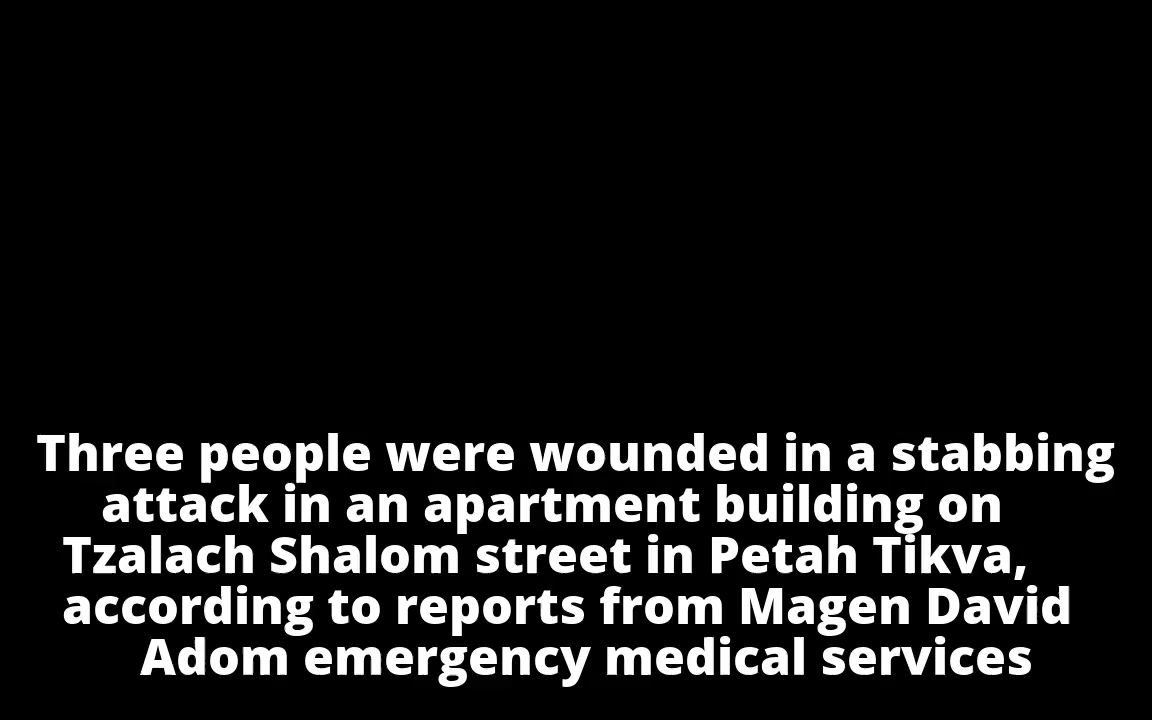 Three people were wounded in a stabbing
attack in an apartment building on
Tzalach Shalom street in Petah Tikva,
according to reports from Magen David
Adom emergency medical services